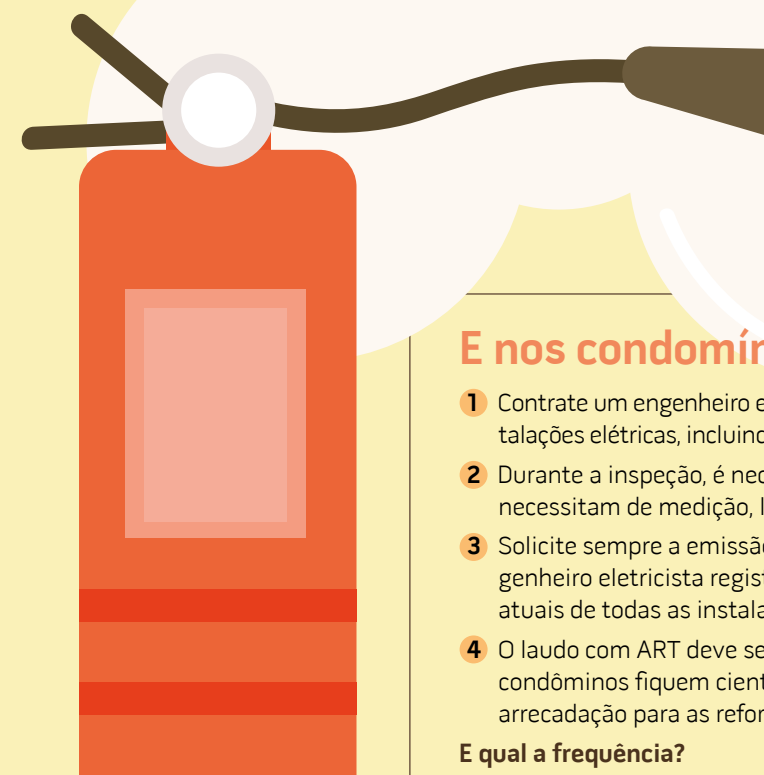 E nos condomín
1 Contrate um engenheiro e
talações elétricas, incluind
2 Durante a inspeção, é nec
necessitam de medição, l
3 Solicite sempre a emissão
genheiro eletricista regist
atuais de todas as instala
4 O laudo com ART deve se
condôminos fiquem cient
arrecadação para as refor
E qual a frequência?